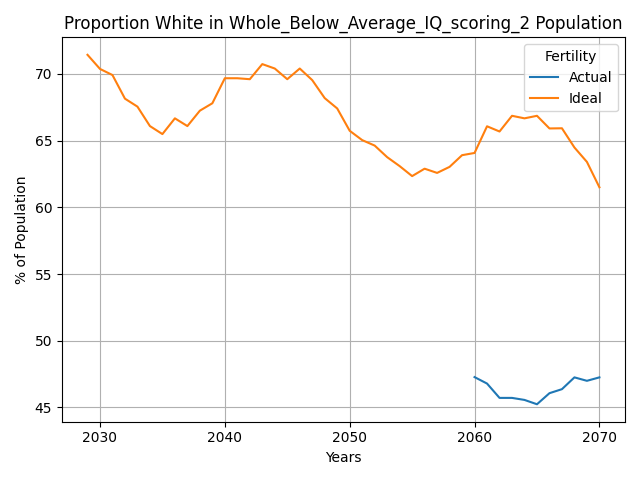 Proportion White in Whole_Below_Average_IQ_scoring_2 Population
Fertility
Actual
Ideal
% of Population
70
65
60
55
50
45
2030 2040 2050 2060 2070
Years